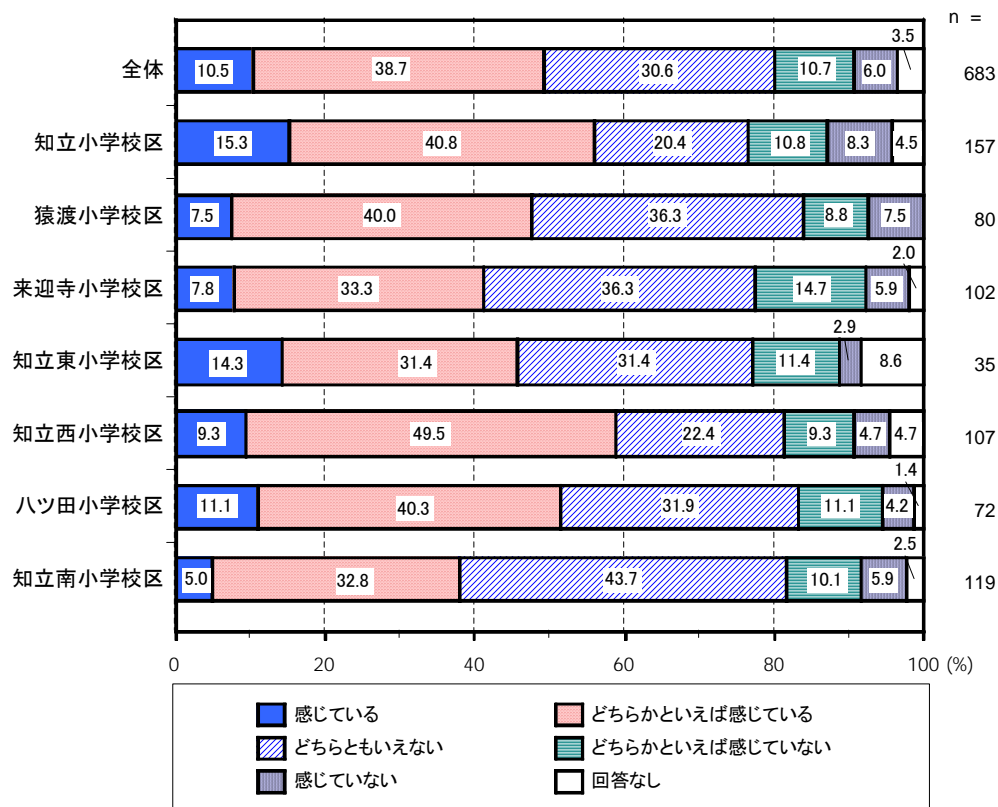 n =
3.5
全体 10.5 38.7 30.6 10.7 6.0 683
知立小学校区 15.3 40.8 20.4 10.8 8.3 4.5 157
猿渡小学校区 7.5 40.0 36.3 8.8 7.5 80
2.0
来迎寺小学校区 7.8 33.3 36.3 14.7 5.9 102
2.9
知立東小学校区 14.3 31.4 31.4 11.4 8.6 35
知立西小学校区 9.3 49.5 22.4 9.3 4.7 4.7 107
1.4
八ツ田小学校区 11.1 40.3 31.9 11.1 4.2 72
2.5
知立南小学校区 5.0 32.8 43.7 10.1 5.9 119
0 20 40 60 80 100 (%)
感じている どちらかといえば感じている
どちらともいえない どちらかといえば感じていない
感じていない 回答なし